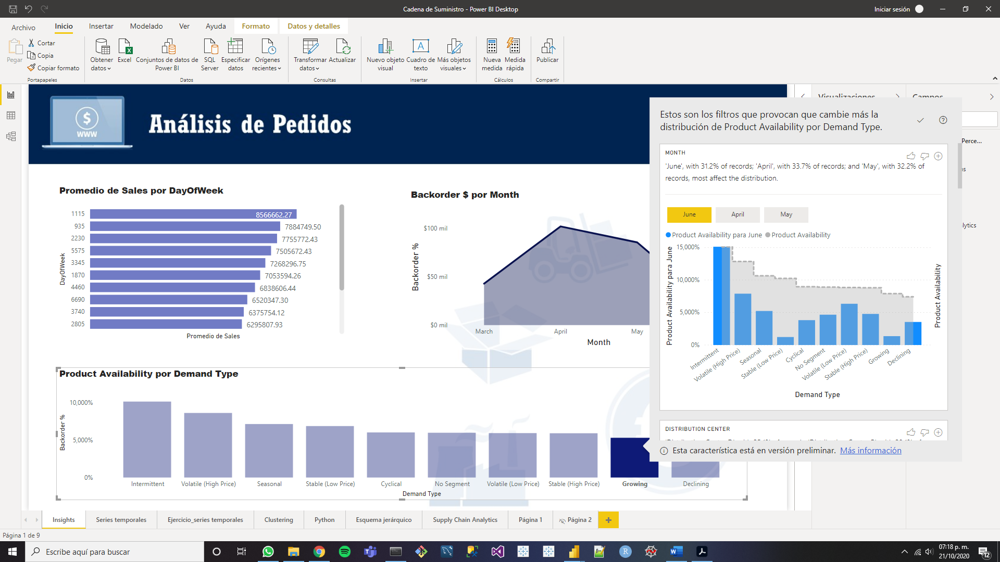 Cadena de Suministro - Power BI Desktop
Iniciar sesión
Archivo
Inicio
Insertar
Modelado
Ver
Ayuda
Formato
Datos y detalles
Pegar
Cortar
Copia
Copiar formato
Portapapeles
Obtener datos
Excel
Conjuntos de datos de Power BI
SQL Server
Especificar datos
Orígenes recientes
Datos
Transformar datos
Actualizar
Consultas
Nuevo objeto visual
Cuadro de texto
Más objetos visuales
Insertar
Nueva medida
Medida rápida
Cálculos
Publicar
Compartir
Visualizaciones
Campos
$
WWW
Análisis de Pedidos
Promedio de Sales por DayOfWeek
DayOfWeek
1115 8566662.27
935 7884749.50
2230 7755772.43
5575 7505672.43
3345 7268296.75
1870 7053594.26
4460 6838606.44
6690 6520347.30
3740 6375754.12
2805 6295807.93
Promedio de Sales
Backorder $ por Month
Backorder %
$100 mil
$50 mil
$0 mil
March
April
May
Month
Product Availability por Demand Type
Backorder %
10,000%
5,000%
0%
Intermittent
Volatile (High Price)
Seasonal
Stable (Low Price)
Cyclical
No Segment
Volatile (Low Price)
Stable (High Price)
Growing
Declining
Demand Type
Estos son los filtros que provocan que cambie más la
distribución de Product Availability por Demand Type.
MONTH
'June', with 31.2% of records; 'April', with 33.7% of records; and 'May', with 32.2% of
records, most affect the distribution.
June
April
May
Product Availability para June
Product Availability
Product Availability para June
15,000%
10,000%
5,000%
0%
Product Availability
Intermittent
Volatile (High Price)
Seasonal
Stable (Low Price)
Cyclical
No Segment
Volatile (Low Price)
Stable (High Price)
Growing
Declining
Demand Type
DISTRIBUTION CENTER
Esta característica está en versión preliminar. Más información
Perce...
ns
lytics
Insights
Series temporales
Ejercicio_series temporales
Clustering
Python
Esquema jerárquico
Supply Chain Analytics
Página 1
Página 2
Página 1 de 9
Escribe aquí para buscar
07:18 p. m.
21/10/2020
12